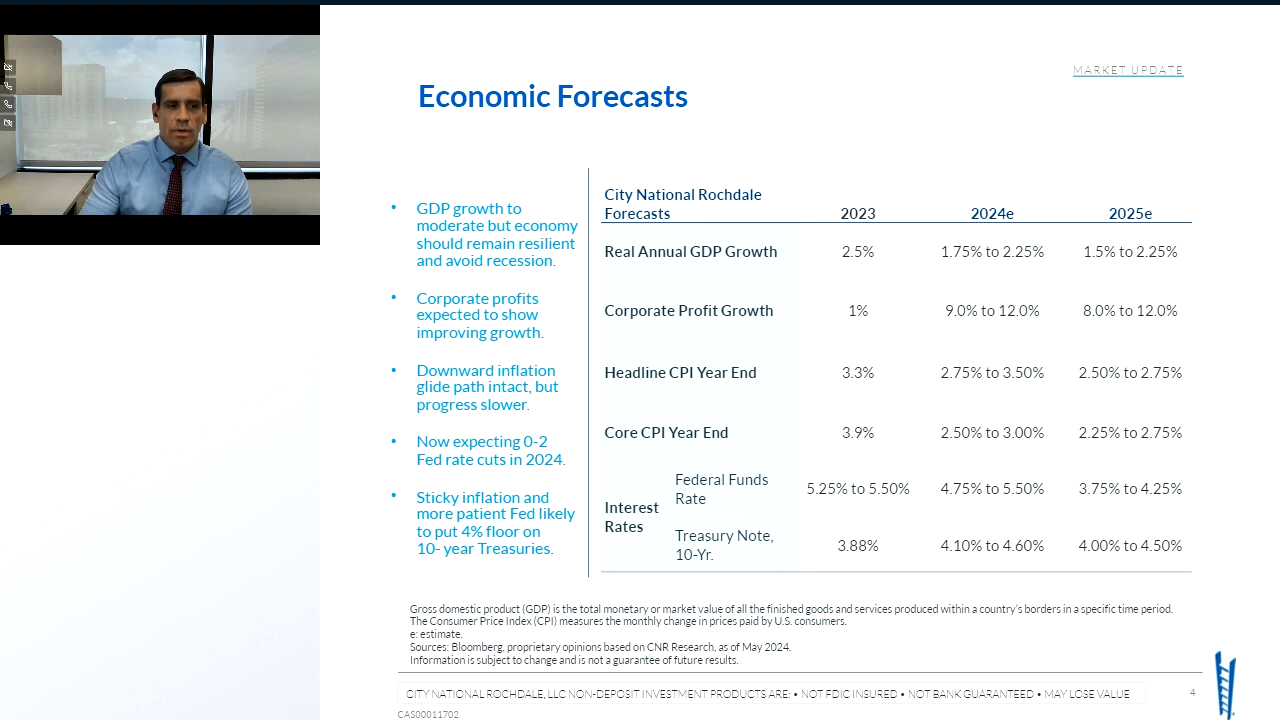 MARKET UPDATE
Economic Forecasts
• GDP growth to
moderate but economy
should remain resilient
and avoid recession.
• Corporate profits
expected to show
improving growth.
• Downward inflation
glide path intact, but
progress slower.
• Now expecting 0-2
Fed rate cuts in 2024.
• Sticky inflation and
more patient Fed likely
to put 4% floor on
10- year Treasuries.
City National Rochdale
Forecasts 2023 2024e 2025e
Real Annual GDP Growth 2.5% 1.75% to 2.25% 1.5% to 2.25%
Corporate Profit Growth 1% 9.0% to 12.0% 8.0% to 12.0%
Headline CPI Year End 3.3% 2.75% to 3.50% 2.50% to 2.75%
Core CPI Year End 3.9% 2.50% to 3.00% 2.25% to 2.75%
Interest
Rates
Federal Funds
Rate
5.25% to 5.50% 4.75% to 5.50% 3.75% to 4.25%
Treasury Note,
10-Yr.
3.88% 4.10% to 4.60% 4.00% to 4.50%
Gross domestic product (GDP) is the total monetary or market value of all the finished goods and services produced within a country's borders in a specific time period.
The Consumer Price Index (CPI) measures the monthly change in prices paid by U.S. consumers.
e: estimate.
Sources: Bloomberg, proprietary opinions based on CNR Research, as of May 2024.
Information is subject to change and is not a guarantee of future results.
CITY NATIONAL ROCHDALE, LLC NON-DEPOSIT INVESTMENT PRODUCTS ARE: • NOT FDIC INSURED • NOT BANK GUARANTEED • MAY LOSE VALUE
4
CAS00011702